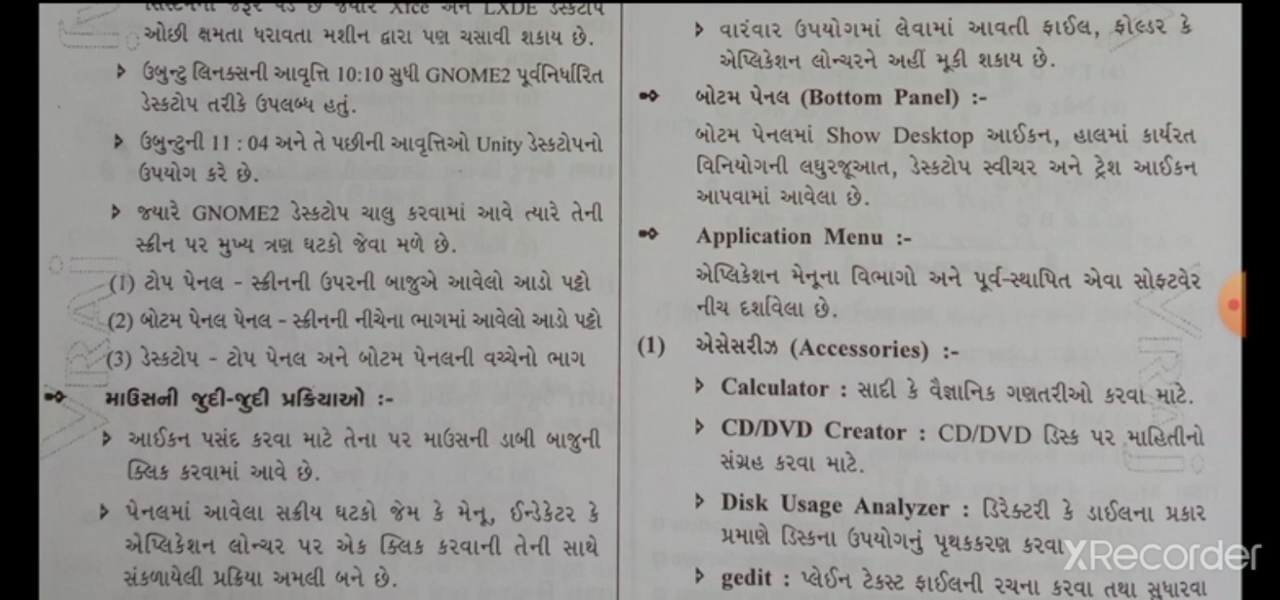 સિસ્ટમની જરૂર પડે છે જ્યારે Xfce અને LXDE ડેસ્કટોપ
ઓછી ક્ષમતા ધરાવતા મશીન દ્વારા પણ ચલાવી શકાય છે.
ઉબુન્ટુ લિનક્સની આવૃત્તિ 10:10 સુધી GNOME2 પૂર્વનિર્ધારિત
ડેસ્કટોપ તરીકે ઉપલબ્ધ હતું.
ઉબુન્ટુની 11 : 04 અને તે પછીની આવૃત્તિઓ Unity ડેસ્કટોપનો
ઉપયોગ કરે છે.
જ્યારે GNOME2 ડેસ્કટોપ ચાલુ કરવામાં આવે ત્યારે તેની
સ્ક્રીન પર મુખ્ય ત્રણ ઘટકો જેવા મળે છે.
(1) ટોપ પેનલ - સ્ક્રીનની ઉપરની બાજુએ આવેલો આડો પટ્ટો
(2) બોટમ પેનલ પેનલ - સ્ક્રીનની નીચેના ભાગમાં આવેલો આડો પટ્ટો
(3) ડેસ્કટોપ - ટોપ પેનલ અને બોટમ પેનલની વચ્ચેનો ભાગ
માઉસની જુદી-જુદી પ્રક્રિયાઓ :-
આઈકન પસંદ કરવા માટે તેના પર માઉસની ડાબી બાજુની
ક્લિક કરવામાં આવે છે.
પેનલમાં આવેલા સક્રીય ઘટકો જેમ કે મેનૂ, ઈન્ડેકેટર કે
એપ્લિકેશન લોન્ચર પર એક ક્લિક કરવાની તેની સાથે
સંકળાયેલી પ્રક્રિયા અમલી બને છે.
વારંવાર ઉપયોગમાં લેવામાં આવતી ફાઈલ, ફોલ્ડર કે
એપ્લિકેશન લોન્ચરને અહીં મૂકી શકાય છે.
બોટમ પેનલ (Bottom Panel) :-
બોટમ પેનલમાં Show Desktop આઈકન, હાલમાં કાર્યરત
વિનિયોગની લઘુરજૂઆત, ડેસ્કટોપ સ્વીચર અને ટ્રેશ આઈકન
આપવામાં આવેલા છે.
Application Menu :-
એપ્લિકેશન મેનૂના વિભાગો અને પૂર્વ-સ્થાપિત એવા સોફ્ટવેર
નીચ દર્શાવેલા છે.
(1) એસેસરીઝ (Accessories) :-
Calculator : સાદી કે વૈજ્ઞાનિક ગણતરીઓ કરવા માટે.
CD/DVD Creator : CD/DVD ડિસ્ક પર માહિતીનો
સંગ્રહ કરવા માટે.
Disk Usage Analyzer : ડિરેક્ટરી કે ડાઈલના પ્રકાર
પ્રમાણે ડિસ્કના ઉપયોગનું પૃથક્કરણ કરવા
gedit : પ્લેઈન ટેક્સ્ટ ફાઈલની રચના કરવા તથા સુધારવા
XRecorder